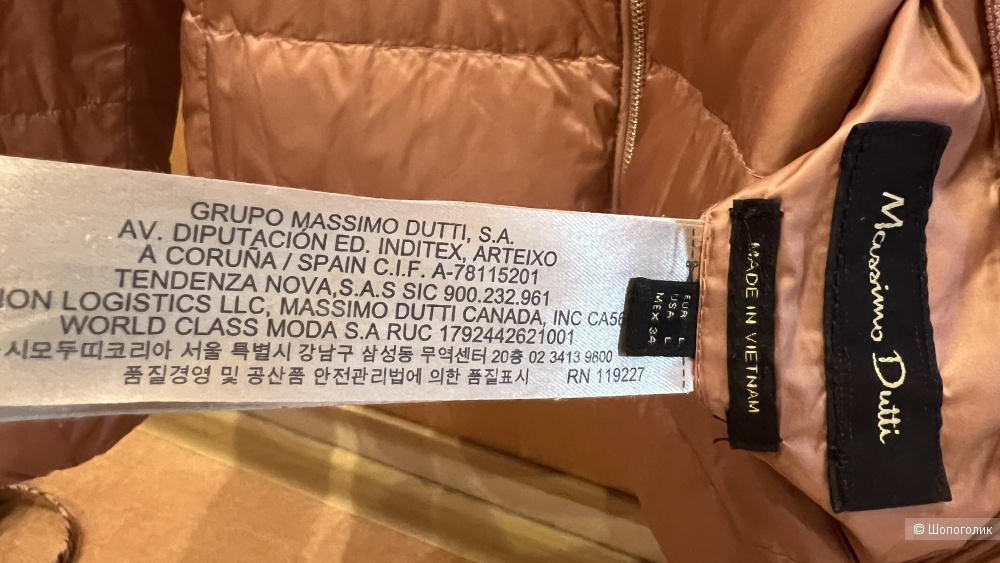 GRUPO MASSIMO DUTTI, S.A.
AV. DIPUTACIÓN ED. INDITEX, ARTEIXO
A CORUÑA / SPAIN C.I.F. A-78115201
TENDENZA NOVA,S.A.S SIC 900.232.961
ION LOGISTICS LLC, MASSIMO DUTTI CANADA, INC CA56
WORLD CLASS MODA S.A RUC 1792442621001
시모두띠코리아 서울 특별시 강남구 삼성동 무역센터 20층 02 3413 9800
품질경영 및 공산품 안전관리법에 의한 품질표시 RN 119227
EUR L
USA L
MEX 34
MADE IN VIETNAM
Massimo Dutti
© Шопоголик